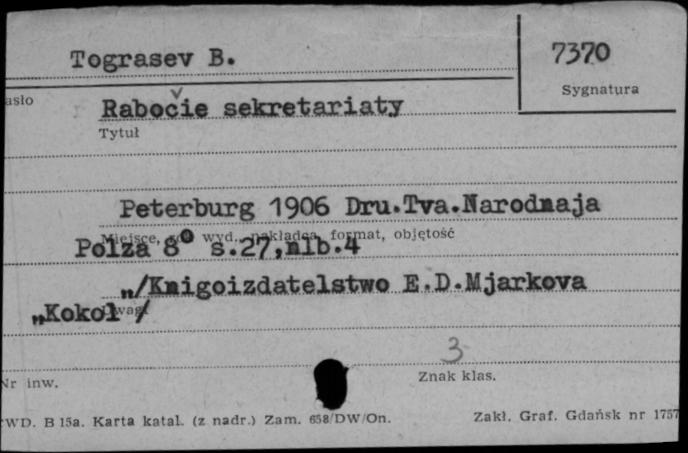 Tograsev B.
7370
Sygnatura
asło
Rabočie sekretariaty
Tytuł
Peterburg 1906 Dru.Tva.Narodnaja
Miejsce, wyd., nakładca, format, objętość
Polza 8° s.27,nlb.4
„/Knigoizdatelstwo E.D.Mjarkova
„Kokol"/
3
Nr inw.
Znak klas.
WD. B 15a. Karta katal. (z nadr.) Zam. 658/DW/On.
Zakł. Graf. Gdańsk nr 1757